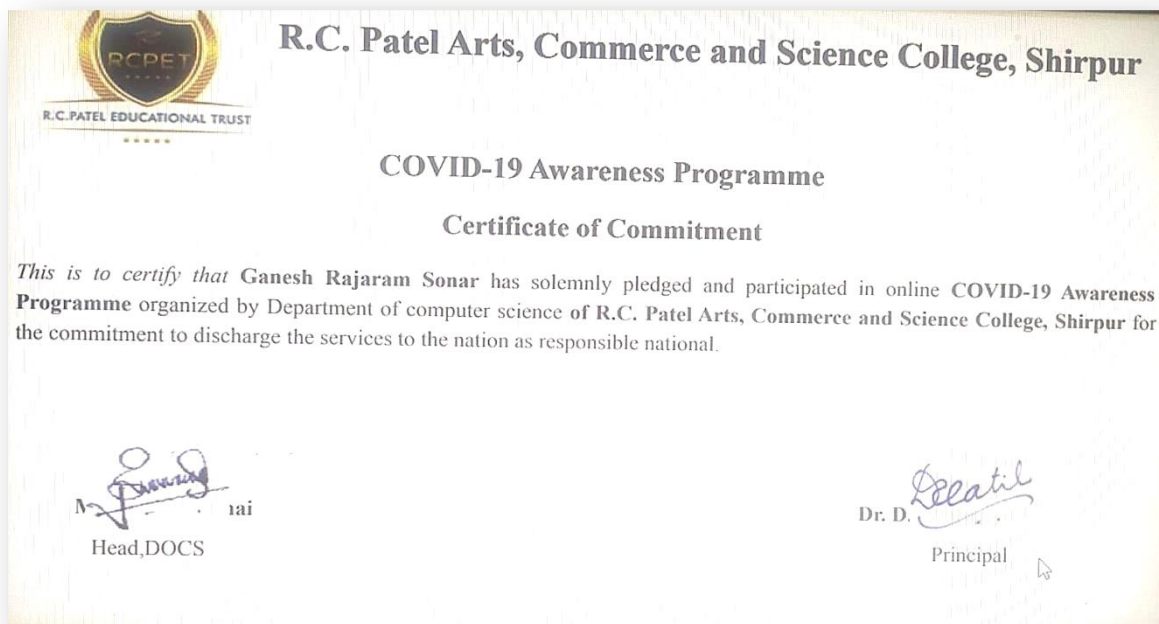 RCPET
R.C.PATEL EDUCATIONAL TRUST
R.C. Patel Arts, Commerce and Science College, Shirpur
COVID-19 Awareness Programme
Certificate of Commitment
This is to certify that Ganesh Rajaram Sonar has solemnly pledged and participated in online COVID-19 Awareness
Programme organized by Department of computer science of R.C. Patel Arts, Commerce and Science College, Shirpur for
the commitment to discharge the services to the nation as responsible national.
Head,DOCS
Dr. D.
Principal